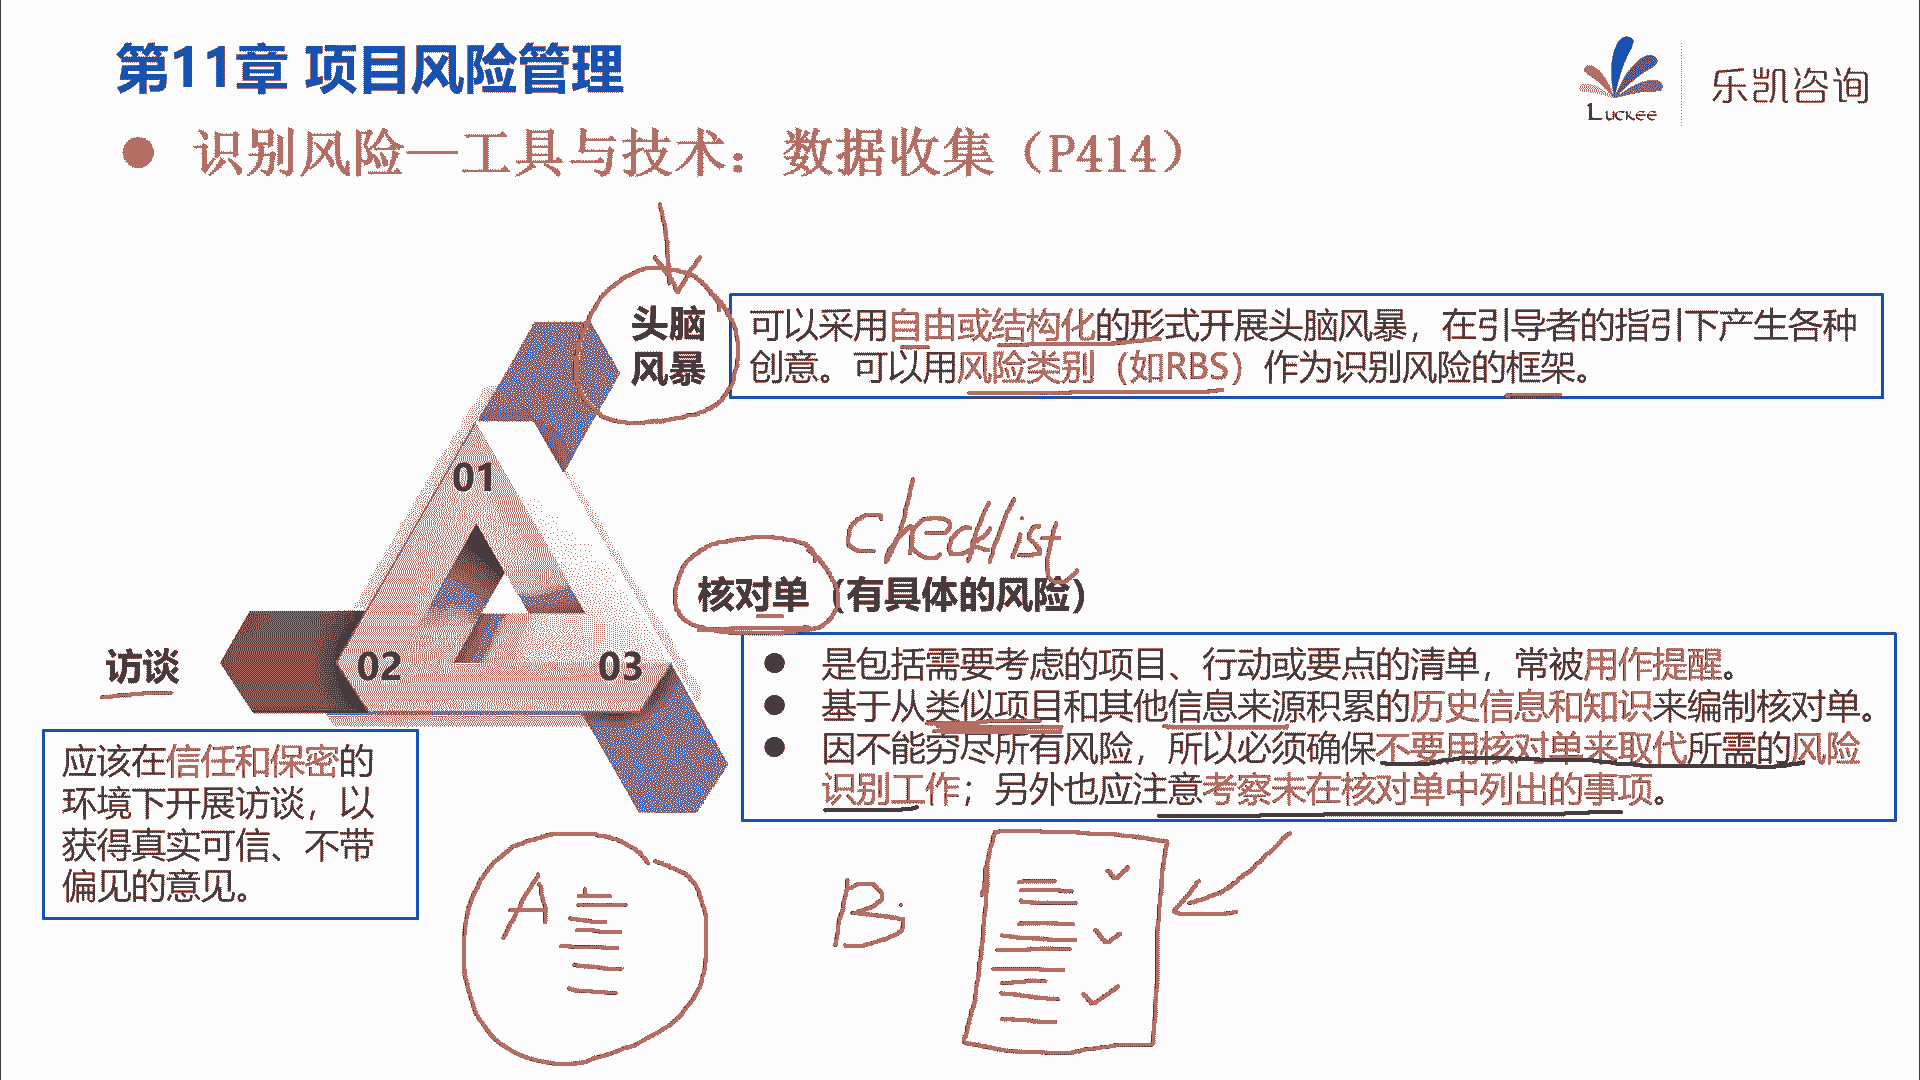 第11章 项目风险管理
Luckee
乐凯咨询
● 识别风险—工具与技术：数据收集（P414）
头脑
风暴
可以采用自由或结构化的形式开展头脑风暴，在引导者的指引下产生各种
创意。可以用风险类别（如RBS）作为识别风险的框架。
01
checklist
核对单（有具体的风险）
访谈
02
03
● 是包括需要考虑的项目、行动或要点的清单，常被用作提醒。
● 基于从类似项目和其他信息来源积累的历史信息和知识来编制核对单。
● 因不能穷尽所有风险，所以必须确保不要用核对单来取代所需的风险
识别工作；另外也应注意考察未在核对单中列出的事项。
应该在信任和保密的
环境下开展访谈，以
获得真实可信、不带
偏见的意见。
A
B